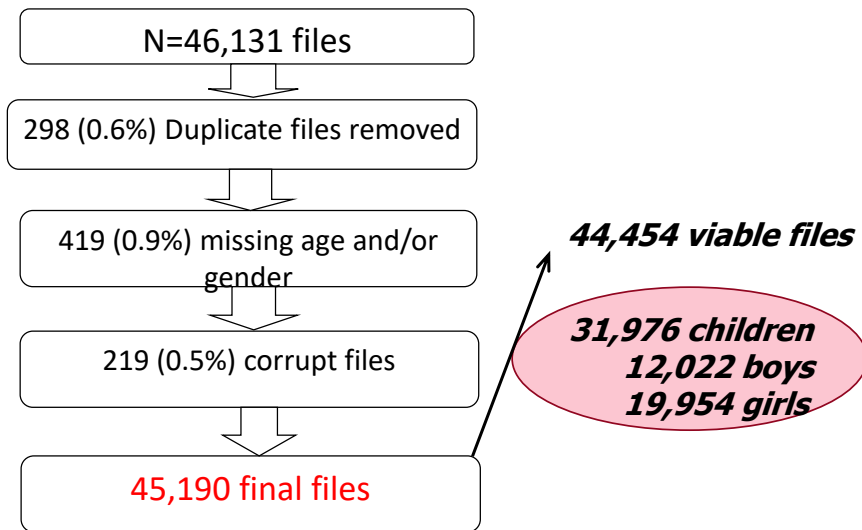 N=46,131 files
298 (0.6%) Duplicate files removed
419 (0.9%) missing age and/or
gender
219 (0.5%) corrupt files
45,190 final files
44,454 viable files
31,976 children
12,022 boys
19,954 girls